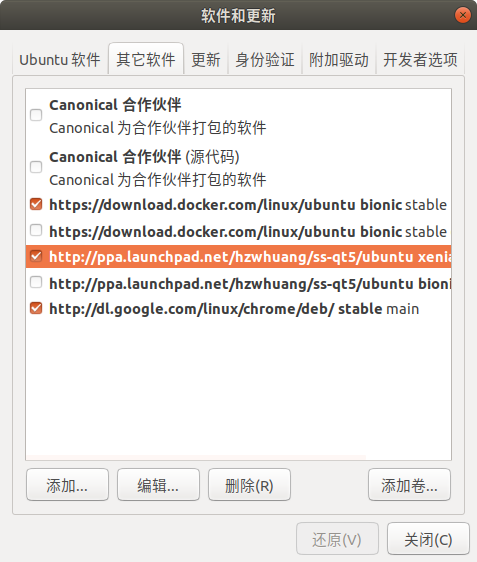 软件和更新
Ubuntu 软件 其它软件 更新 身份验证 附加驱动 开发者选项
Canonical 合作伙伴
Canonical 为合作伙伴打包的软件
Canonical 合作伙伴 (源代码)
Canonical 为合作伙伴打包的软件
https://download.docker.com/linux/ubuntu bionic stable
https://download.docker.com/linux/ubuntu bionic stable
http://ppa.launchpad.net/hzwhuang/ss-qt5/ubuntu xenia
http://ppa.launchpad.net/hzwhuang/ss-qt5/ubuntu bioni
http://dl.google.com/linux/chrome/deb/ stable main
添加... 编辑... 删除(R) 添加卷...
还原(V) 关闭(C)